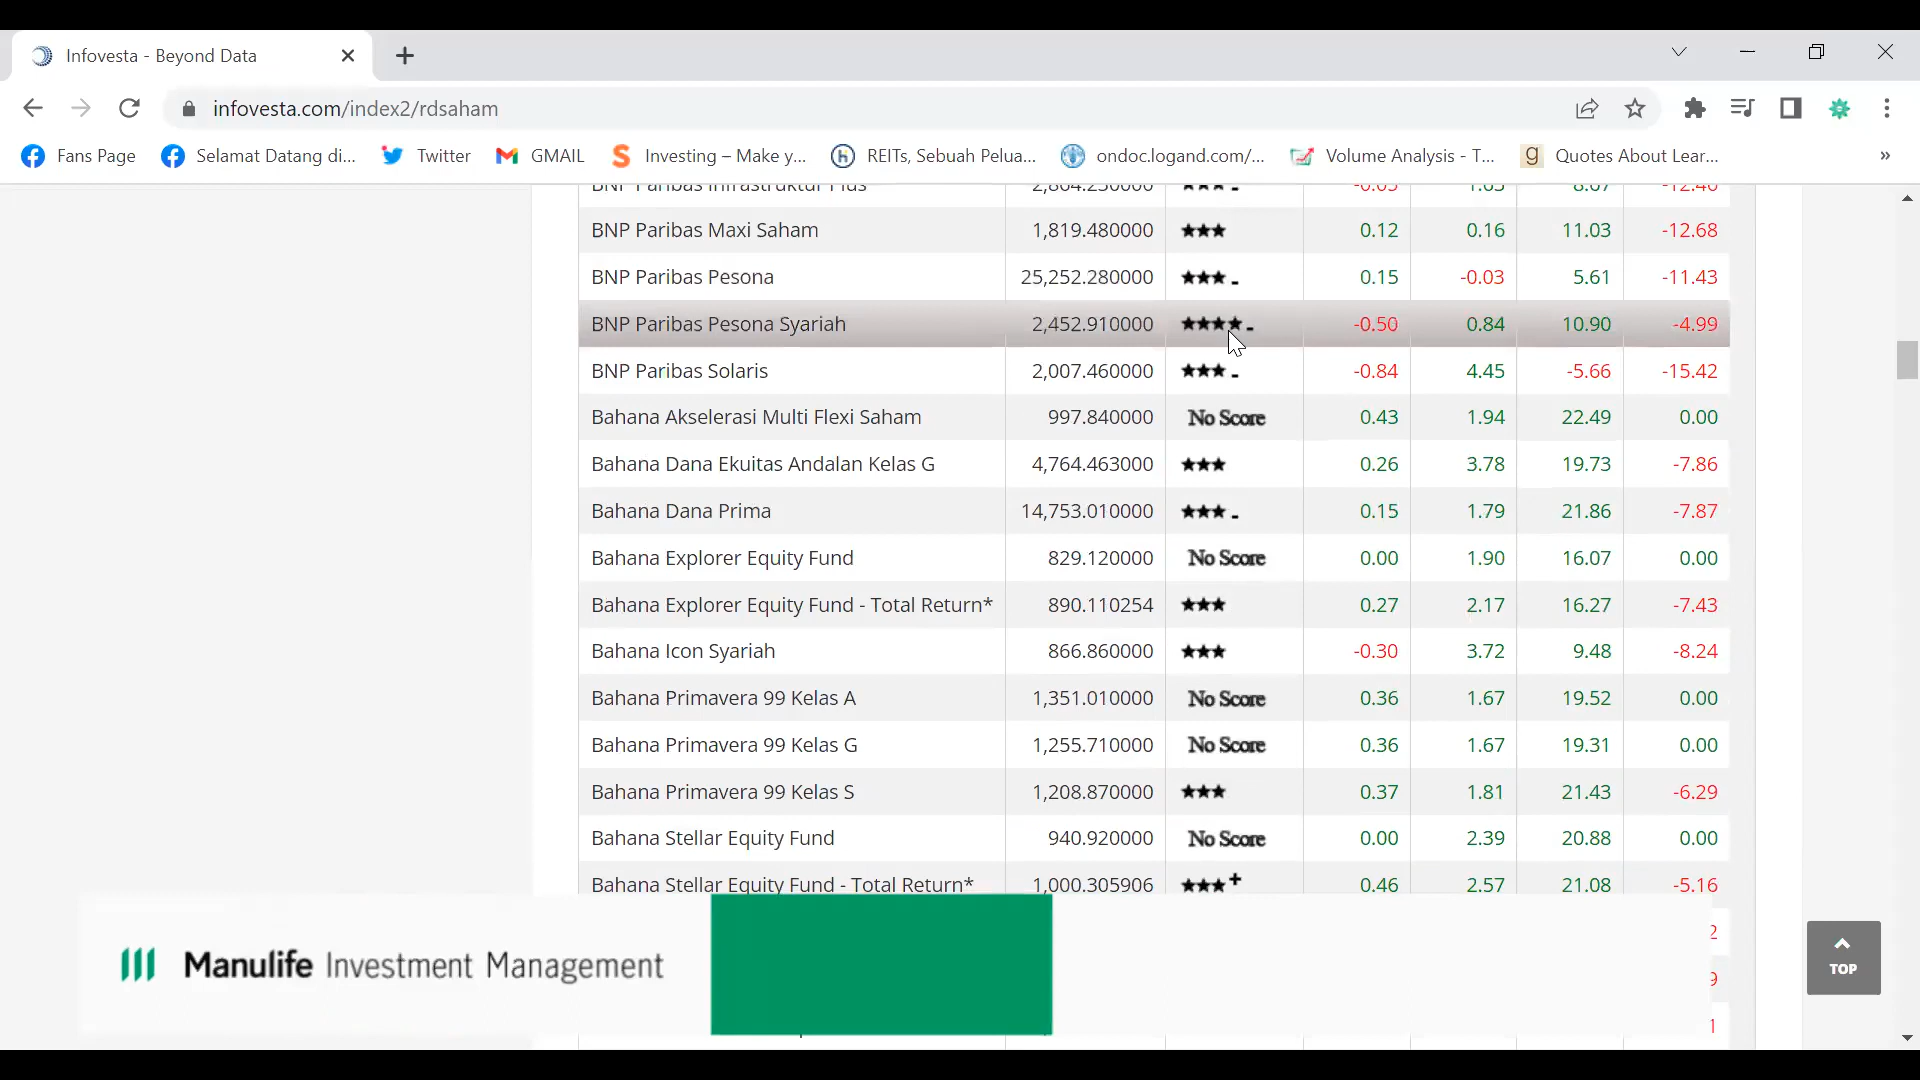 Infovesta - Beyond Data
infovesta.com/index2/rdsaham
Fans Page Selamat Datang di... Twitter GMAIL Investing – Make y... REITs, Sebuah Pelua... ondoc.logand.com/... Volume Analysis - T... Quotes About Lear... »
BNP Paribas Infrastruktur Plus
BNP Paribas Maxi Saham 1,819.480000 ★★★ 0.12 0.16 11.03 -12.68
BNP Paribas Pesona 25,252.280000 ★★★- 0.15 -0.03 5.61 -11.43
BNP Paribas Pesona Syariah 2,452.910000 ★★★★- -0.50 0.84 10.90 -4.99
BNP Paribas Solaris 2,007.460000 ★★★- -0.84 4.45 -5.66 -15.42
Bahana Akselerasi Multi Flexi Saham 997.840000 No Score 0.43 1.94 22.49 0.00
Bahana Dana Ekuitas Andalan Kelas G 4,764.463000 ★★★ 0.26 3.78 19.73 -7.86
Bahana Dana Prima 14,753.010000 ★★★- 0.15 1.79 21.86 -7.87
Bahana Explorer Equity Fund 829.120000 No Score 0.00 1.90 16.07 0.00
Bahana Explorer Equity Fund - Total Return* 890.110254 ★★★ 0.27 2.17 16.27 -7.43
Bahana Icon Syariah 866.860000 ★★★ -0.30 3.72 9.48 -8.24
Bahana Primavera 99 Kelas A 1,351.010000 No Score 0.36 1.67 19.52 0.00
Bahana Primavera 99 Kelas G 1,255.710000 No Score 0.36 1.67 19.31 0.00
Bahana Primavera 99 Kelas S 1,208.870000 ★★★ 0.37 1.81 21.43 -6.29
Bahana Stellar Equity Fund 940.920000 No Score 0.00 2.39 20.88 0.00
Bahana Stellar Equity Fund - Total Return* 1,000.305906 ★★★+ 0.46 2.57 21.08 -5.16
2
Manulife Investment Management
TOP
9
1